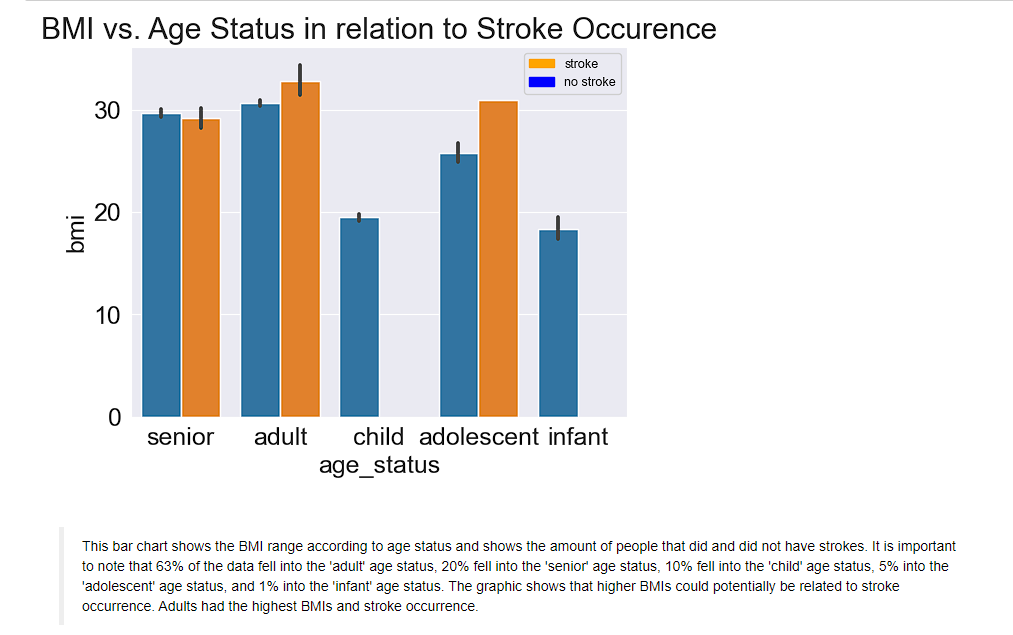 BMI vs. Age Status in relation to Stroke Occurence
stroke
no stroke
30
20
10
0
bmi
senior adult child adolescent infant
age_status
This bar chart shows the BMI range according to age status and shows the amount of people that did and did not have strokes. It is important
to note that 63% of the data fell into the 'adult' age status, 20% fell into the 'senior' age status, 10% fell into the 'child' age status, 5% into the
'adolescent' age status, and 1% into the 'infant' age status. The graphic shows that higher BMIs could potentially be related to stroke
occurrence. Adults had the highest BMIs and stroke occurrence.